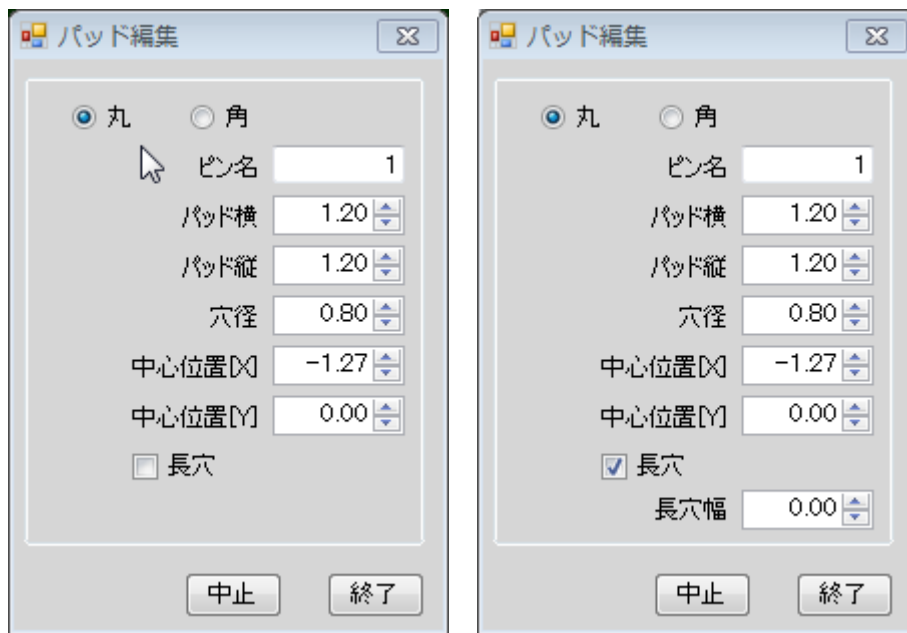 パッド編集
丸 角
ピン名 1
パッド横 1.20
パッド縦 1.20
穴径 0.80
中心位置[X] -1.27
中心位置[Y] 0.00
長穴
中止 終了
パッド編集
丸 角
ピン名 1
パッド横 1.20
パッド縦 1.20
穴径 0.80
中心位置[X] -1.27
中心位置[Y] 0.00
長穴
長穴幅 0.00
中止 終了